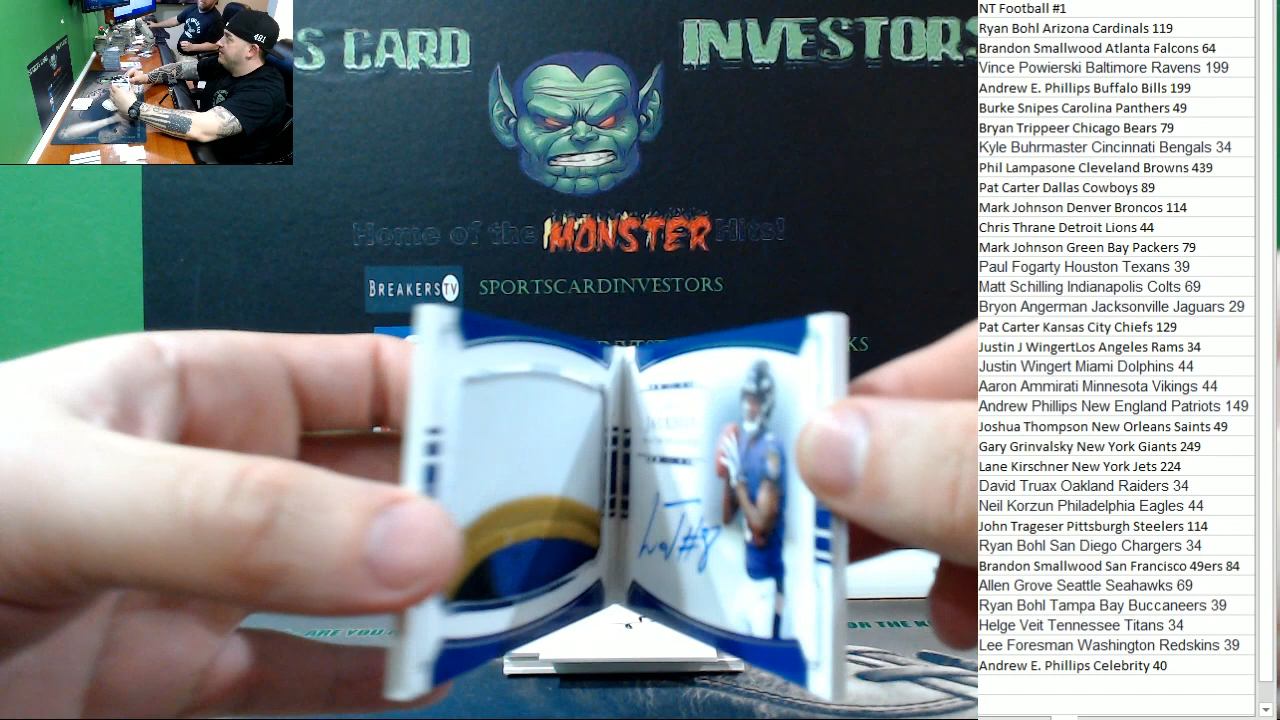 S CARD INVESTORS
Home of the MONSTER Hits!
BREAKERSTV SPORTSCARDINVESTORS
KS
ARE YOU
OR THE
NT Football #1
Ryan Bohl Arizona Cardinals 119
Brandon Smallwood Atlanta Falcons 64
Vince Powierski Baltimore Ravens 199
Andrew E. Phillips Buffalo Bills 199
Burke Snipes Carolina Panthers 49
Bryan Trippeer Chicago Bears 79
Kyle Buhrmaster Cincinnati Bengals 34
Phil Lampasone Cleveland Browns 439
Pat Carter Dallas Cowboys 89
Mark Johnson Denver Broncos 114
Chris Thrane Detroit Lions 44
Mark Johnson Green Bay Packers 79
Paul Fogarty Houston Texans 39
Matt Schilling Indianapolis Colts 69
Bryon Angerman Jacksonville Jaguars 29
Pat Carter Kansas City Chiefs 129
Justin J WingertLos Angeles Rams 34
Justin Wingert Miami Dolphins 44
Aaron Ammirati Minnesota Vikings 44
Andrew Phillips New England Patriots 149
Joshua Thompson New Orleans Saints 49
Gary Grinvalsky New York Giants 249
Lane Kirschner New York Jets 224
David Truax Oakland Raiders 34
Neil Korzun Philadelphia Eagles 44
John Trageser Pittsburgh Steelers 114
Ryan Bohl San Diego Chargers 34
Brandon Smallwood San Francisco 49ers 84
Allen Grove Seattle Seahawks 69
Ryan Bohl Tampa Bay Buccaneers 39
Helge Veit Tennessee Titans 34
Lee Foresman Washington Redskins 39
Andrew E. Phillips Celebrity 40